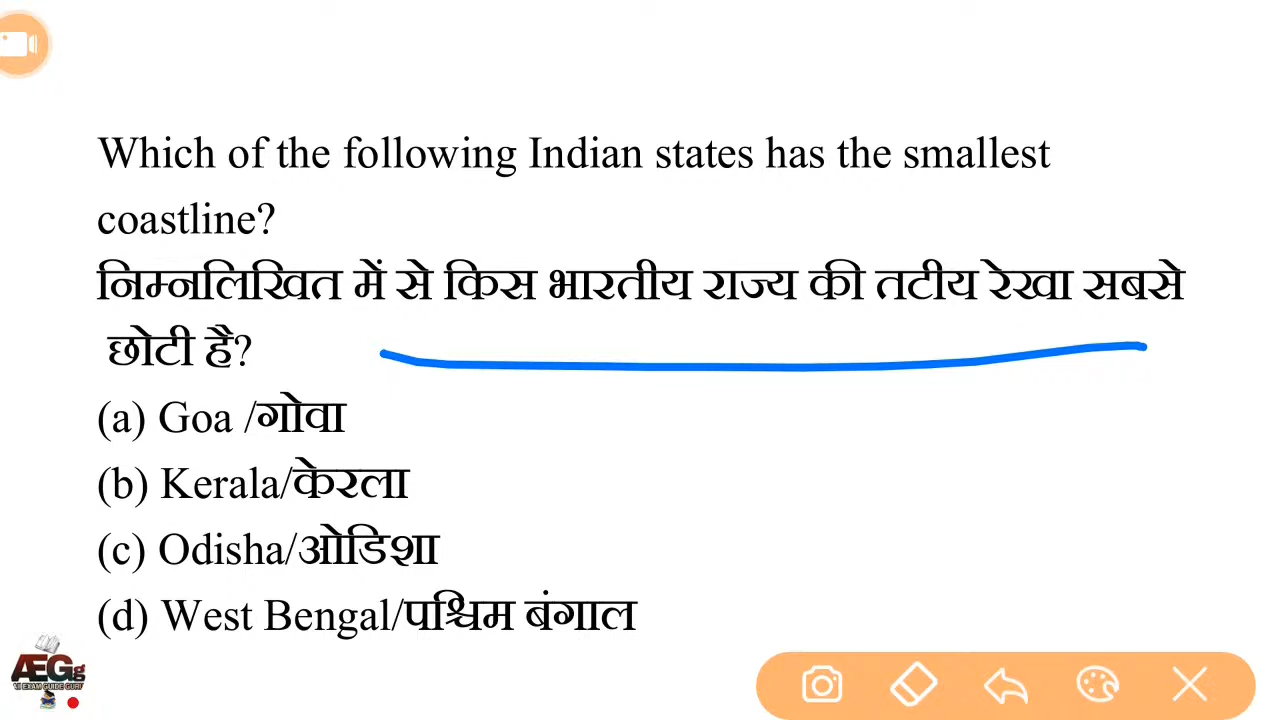 Which of the following Indian states has the smallest
coastline?
निम्नलिखित में से किस भारतीय राज्य की तटीय रेखा सबसे
छोटी है?
(a) Goa /गोवा
(b) Kerala/केरला
(c) Odisha/ओडिशा
(d) West Bengal/पश्चिम बंगाल
ÆGg